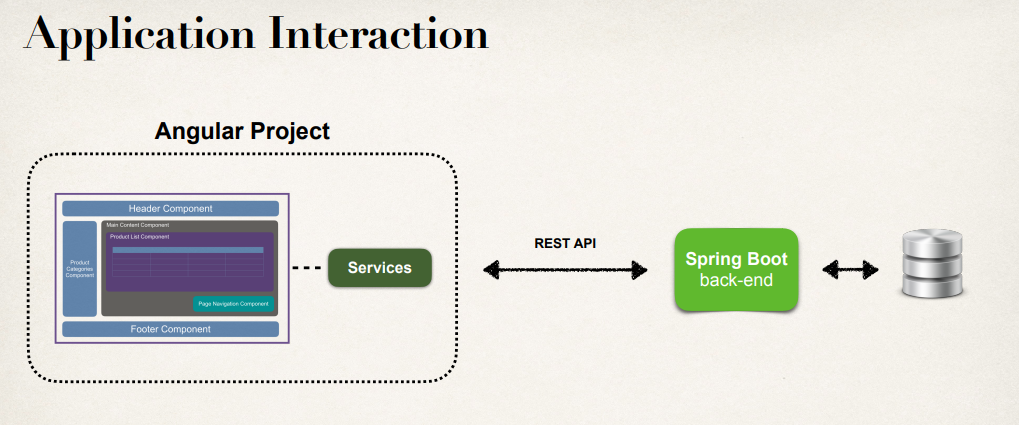 Application Interaction
Angular Project
Header Component
Main Content Component
Product List Component
Product
Categories
Component
Page Navigation Component
Footer Component
Services
REST API
Spring Boot
back-end